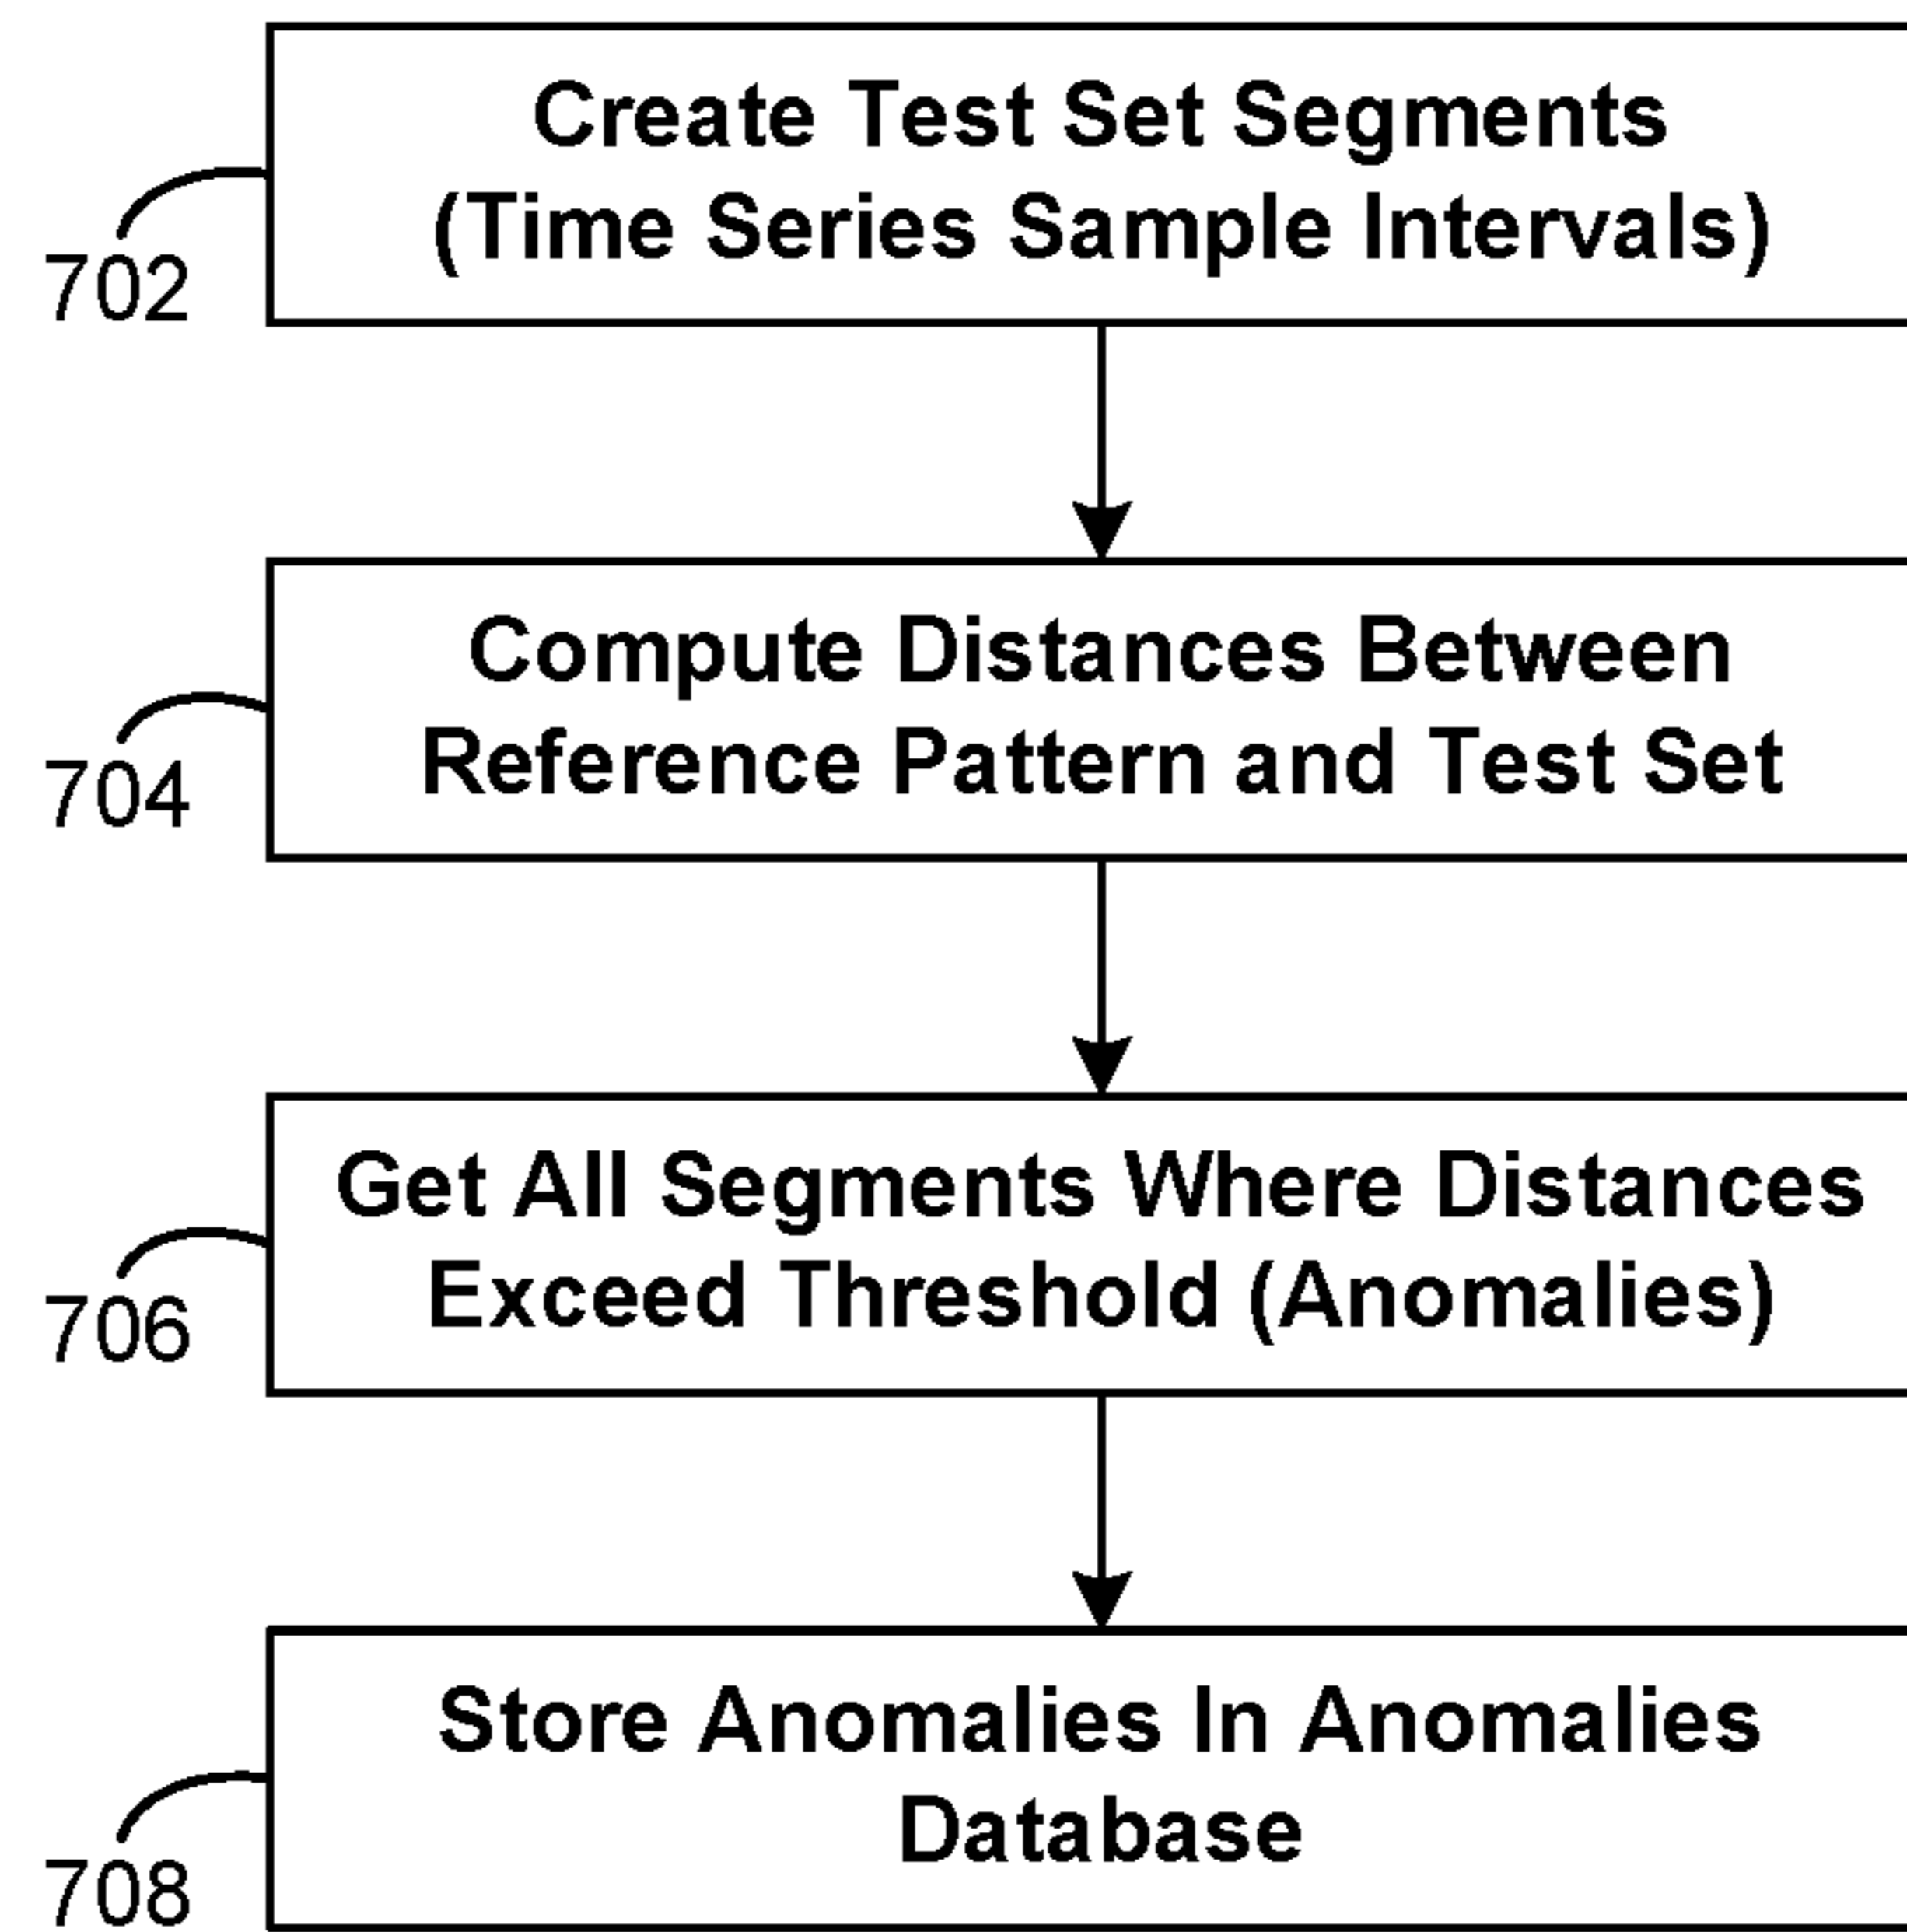 Create Test Set Segments
(Time Series Sample Intervals)
702
Compute Distances Between
Reference Pattern and Test Set
704
Get All Segments Where Distances
Exceed Threshold (Anomalies)
706
Store Anomalies In Anomalies
Database
708